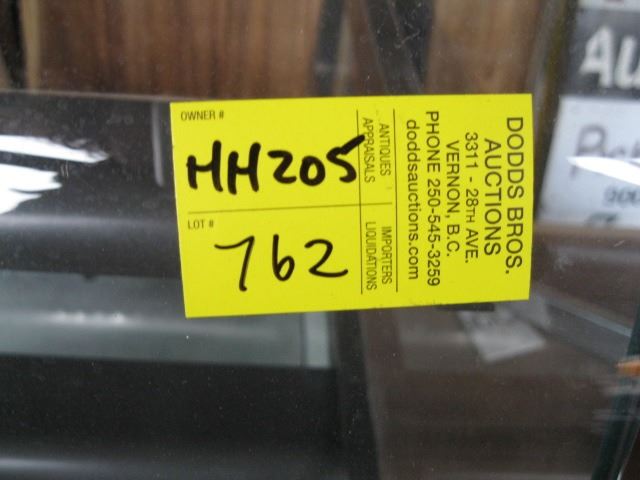 OWNER #
HH205
LOT #
762
ANTIQUES
APPRAISALS
IMPORTERS
LIQUIDATIONS
DODDS BROS.
AUCTIONS
3311 - 28TH AVE.
VERNON, B.C.
PHONE 250-545-3259
doddsauctions.com
AU